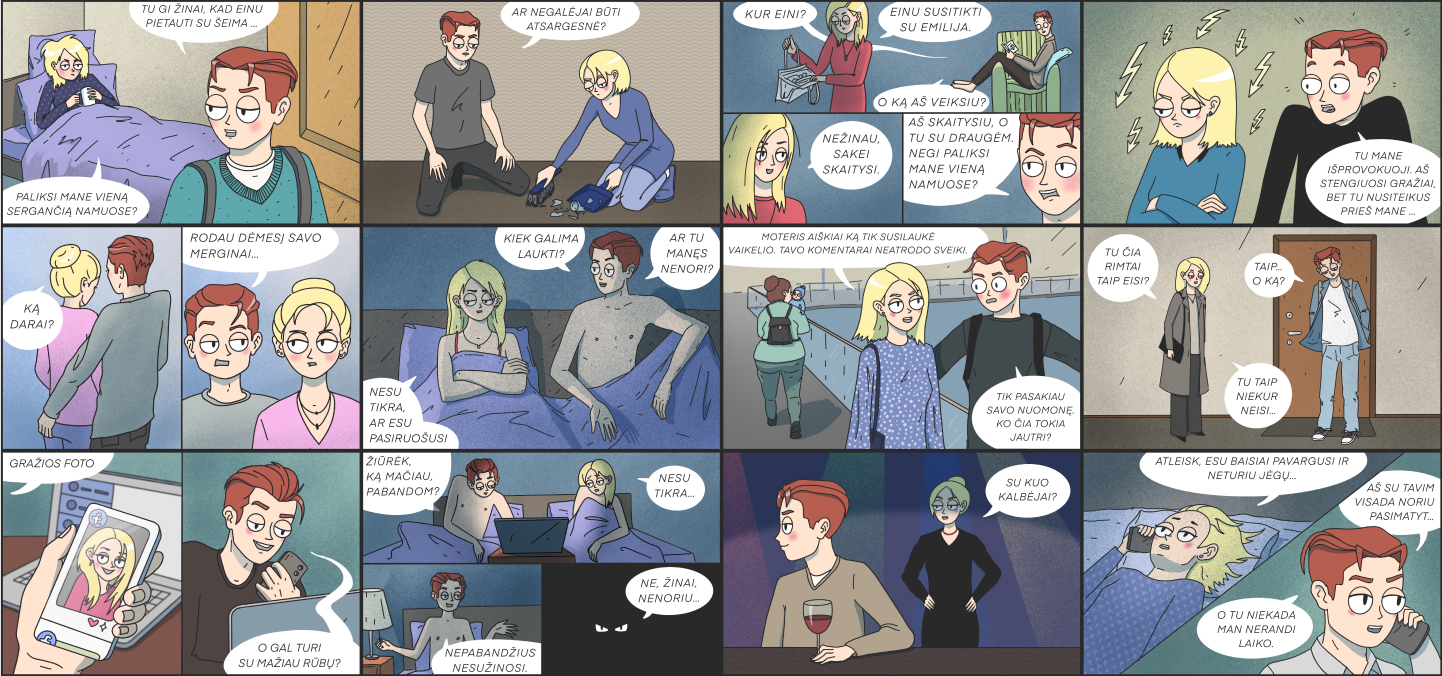 TU GI ŽINAI, KAD EINU
PIETAUTI SU ŠEIMA ...
PALIKSI MANE VIENĄ
SERGANČIĄ NAMUOSE?
AR NEGALĖJAI BŪTI
ATSARGESNĖ?
KUR EINI?
EINU SUSITIKTI
SU EMILIJA.
O KĄ AŠ VEIKSIU?
NEŽINAU,
SAKEI
SKAITYSI.
AŠ SKAITYSIU, O
TU SU DRAUGĖM.
NEGI PALIKSI
MANE VIENĄ
NAMUOSE?
TU MANE
IŠPROVOKUOJI. AŠ
STENGIUOSI GRAŽIAI,
BET TU NUSITEIKUS
PRIEŠ MANE ...
KĄ
DARAI?
RODAU DĖMESĮ SAVO
MERGINAI...
KIEK GALIMA
LAUKTI?
AR TU
MANĘS
NENORI?
NESU
TIKRA,
AR ESU
PASIRUOŠUSI
MOTERIS AIŠKIAI KĄ TIK SUSILAUKĖ
VAIKELIO. TAVO KOMENTARAI NEATRODO SVEIKI.
TIK PASAKIAU
SAVO NUOMONĘ.
KO ČIA TOKIA
JAUTRI?
TU ČIA
RIMTAI
TAIP EISI?
TAIP...
O KĄ?
TU TAIP
NIEKUR
NEISI...
GRAŽIOS FOTO
O GAL TURI
SU MAŽIAU RŪBŲ?
ŽIŪRĖK,
KĄ MAČIAU,
PABANDOM?
NESU
TIKRA...
NEPABANDŽIUS
NESUŽINOSI.
NE, ŽINAI,
NENORIU...
SU KUO
KALBĖJAI?
ATLEISK, ESU BAISIAI PAVARGUSI IR
NETURIU JĖGŲ...
AŠ SU TAVIM
VISADA NORIU
PASIMATYT...
O TU NIEKADA
MAN NERANDI
LAIKO.